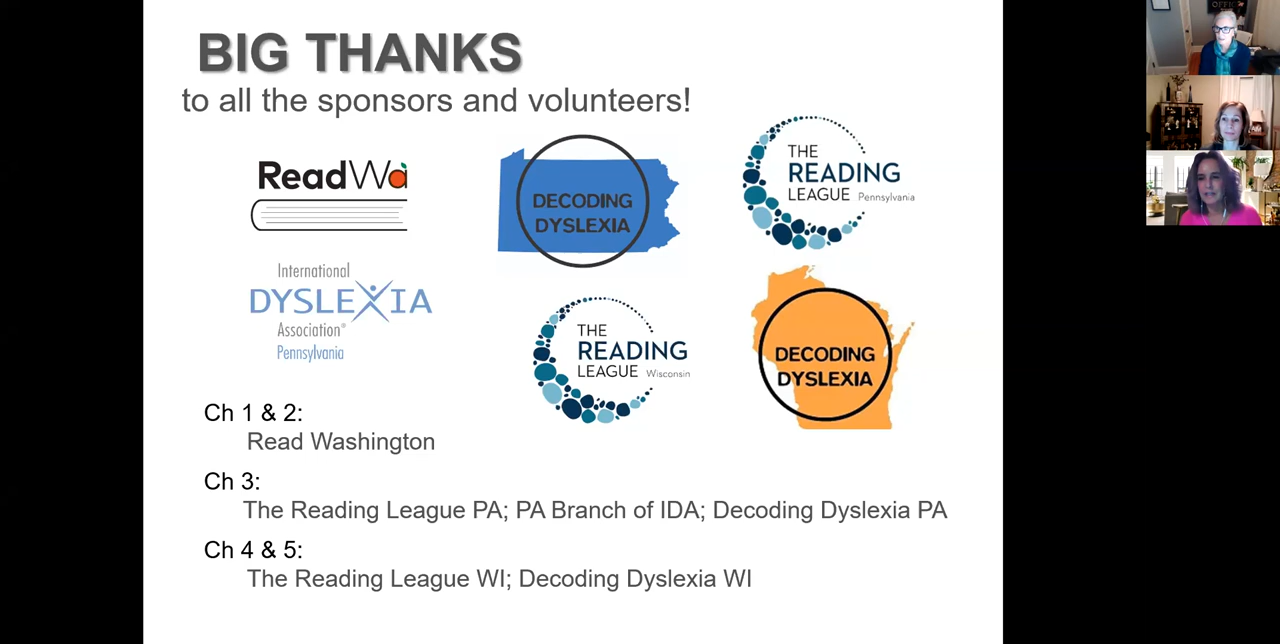 BIG THANKS
to all the sponsors and volunteers!
ReadWa
DECODING
DYSLEXIA
THE
READING
LEAGUE Pennsylvania
International
DYSLEXIA
Association®
Pennsylvania
THE
READING
LEAGUE Wisconsin
DECODING
DYSLEXIA
Ch 1 & 2:
Read Washington
Ch 3:
The Reading League PA; PA Branch of IDA; Decoding Dyslexia PA
Ch 4 & 5:
The Reading League WI; Decoding Dyslexia WI